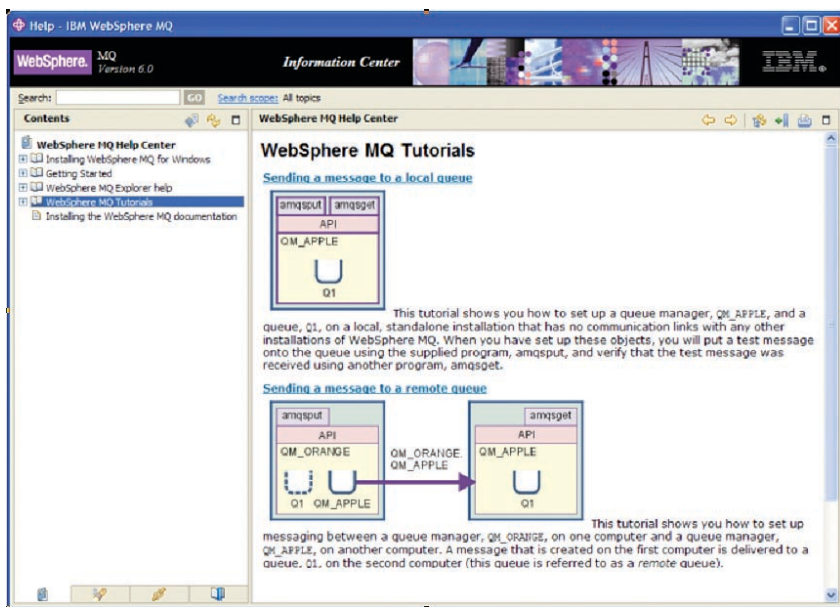 Help - IBM WebSphere MQ
WebSphere. MQ
Version 6.0
Information Center
IBM
Search: GO Search scope: All topics
Contents
WebSphere MQ Help Center
Installing WebSphere MQ for Windows
Getting Started
WebSphere MQ Explorer help
WebSphere MQ Tutorials
Installing the WebSphere MQ documentation
WebSphere MQ Help Center
WebSphere MQ Tutorials
Sending a message to a local queue
amqsput amqsget
API
QM_APPLE
Q1
This tutorial shows you how to set up a queue manager, QM_APPLE, and a
queue, Q1, on a local, standalone installation that has no communication links with any other
installations of WebSphere MQ. When you have set up these objects, you will put a test message
onto the queue using the supplied program, amqsput, and verify that the test message was
received using another program, amqsget.
Sending a message to a remote queue
amqsput
API
QM_ORANGE
Q1 QM_APPLE
QM_ORANGE.
QM_APPLE
amqsget
API
QM_APPLE
Q1
This tutorial shows you how to set up
messaging between a queue manager, QM_ORANGE, on one computer and a queue manager,
QM_APPLE, on another computer. A message that is created on the first computer is delivered to a
queue, Q1, on the second computer (this queue is referred to as a remote queue).